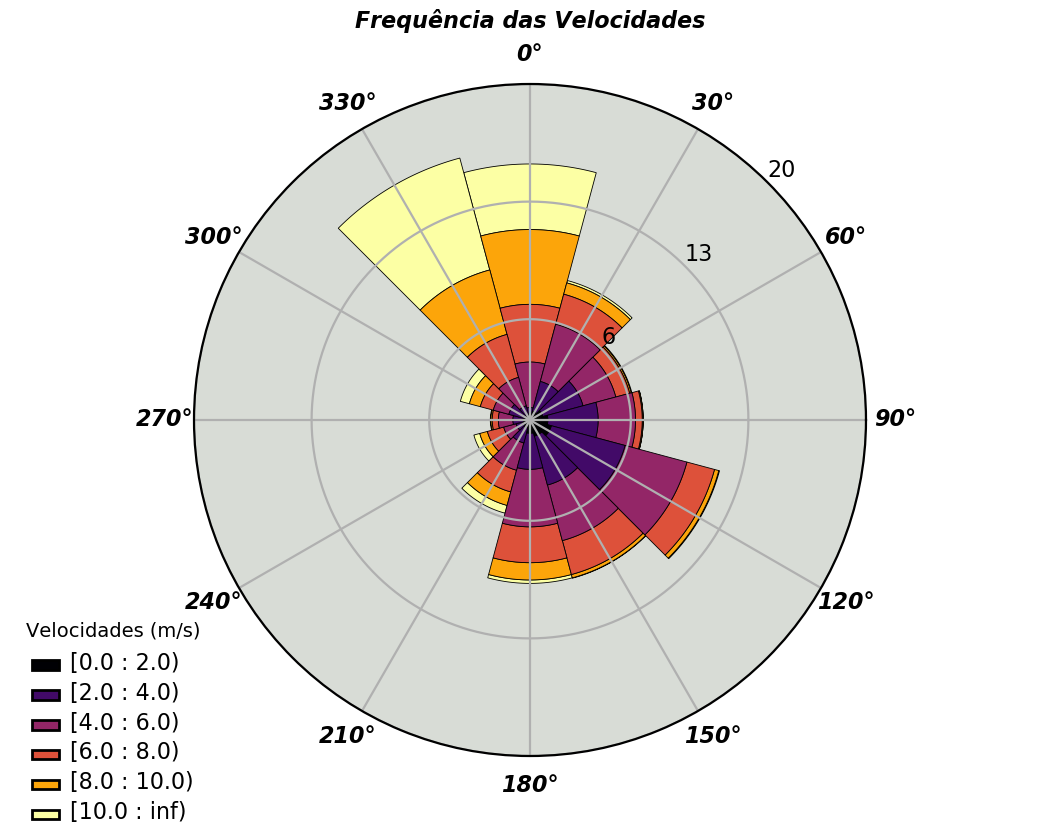 Frequência das Velocidades
0°
330°
30°
20
300°
60°
13
6
270°
90°
240°
120°
Velocidades (m/s)
[0.0 : 2.0)
[2.0 : 4.0)
[4.0 : 6.0)
210°
150°
[6.0 : 8.0)
180°
[8.0 : 10.0)
[10.0 : inf)